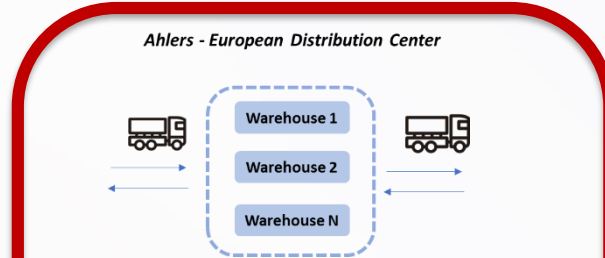 Ahlers - European Distribution Center
Warehouse 1
Warehouse 2
Warehouse N